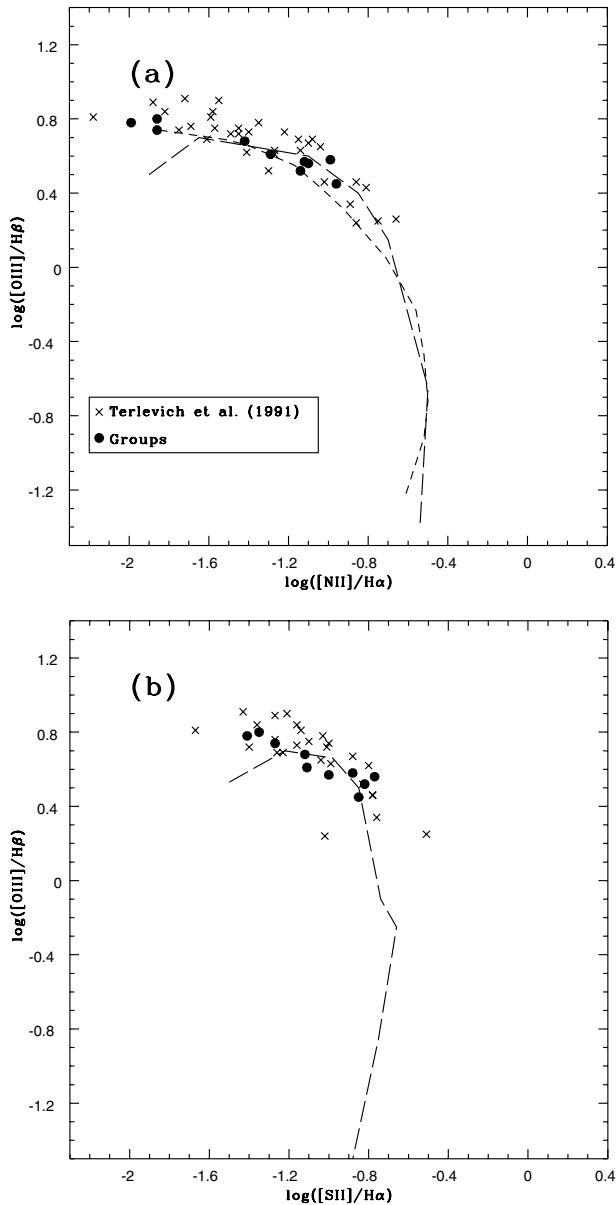 1.2
(a)
0.8
0.4
0
-0.4
-0.8
-1.2
log([OIII]/Hβ)
× Terlevich et al. (1991)
● Groups
-2 -1.6 -1.2 -0.8 -0.4 0 0.4
log([NII]/Hα)
1.2
(b)
0.8
0.4
0
-0.4
-0.8
-1.2
log([OIII]/Hβ)
-2 -1.6 -1.2 -0.8 -0.4 0 0.4
log([SII]/Hα)